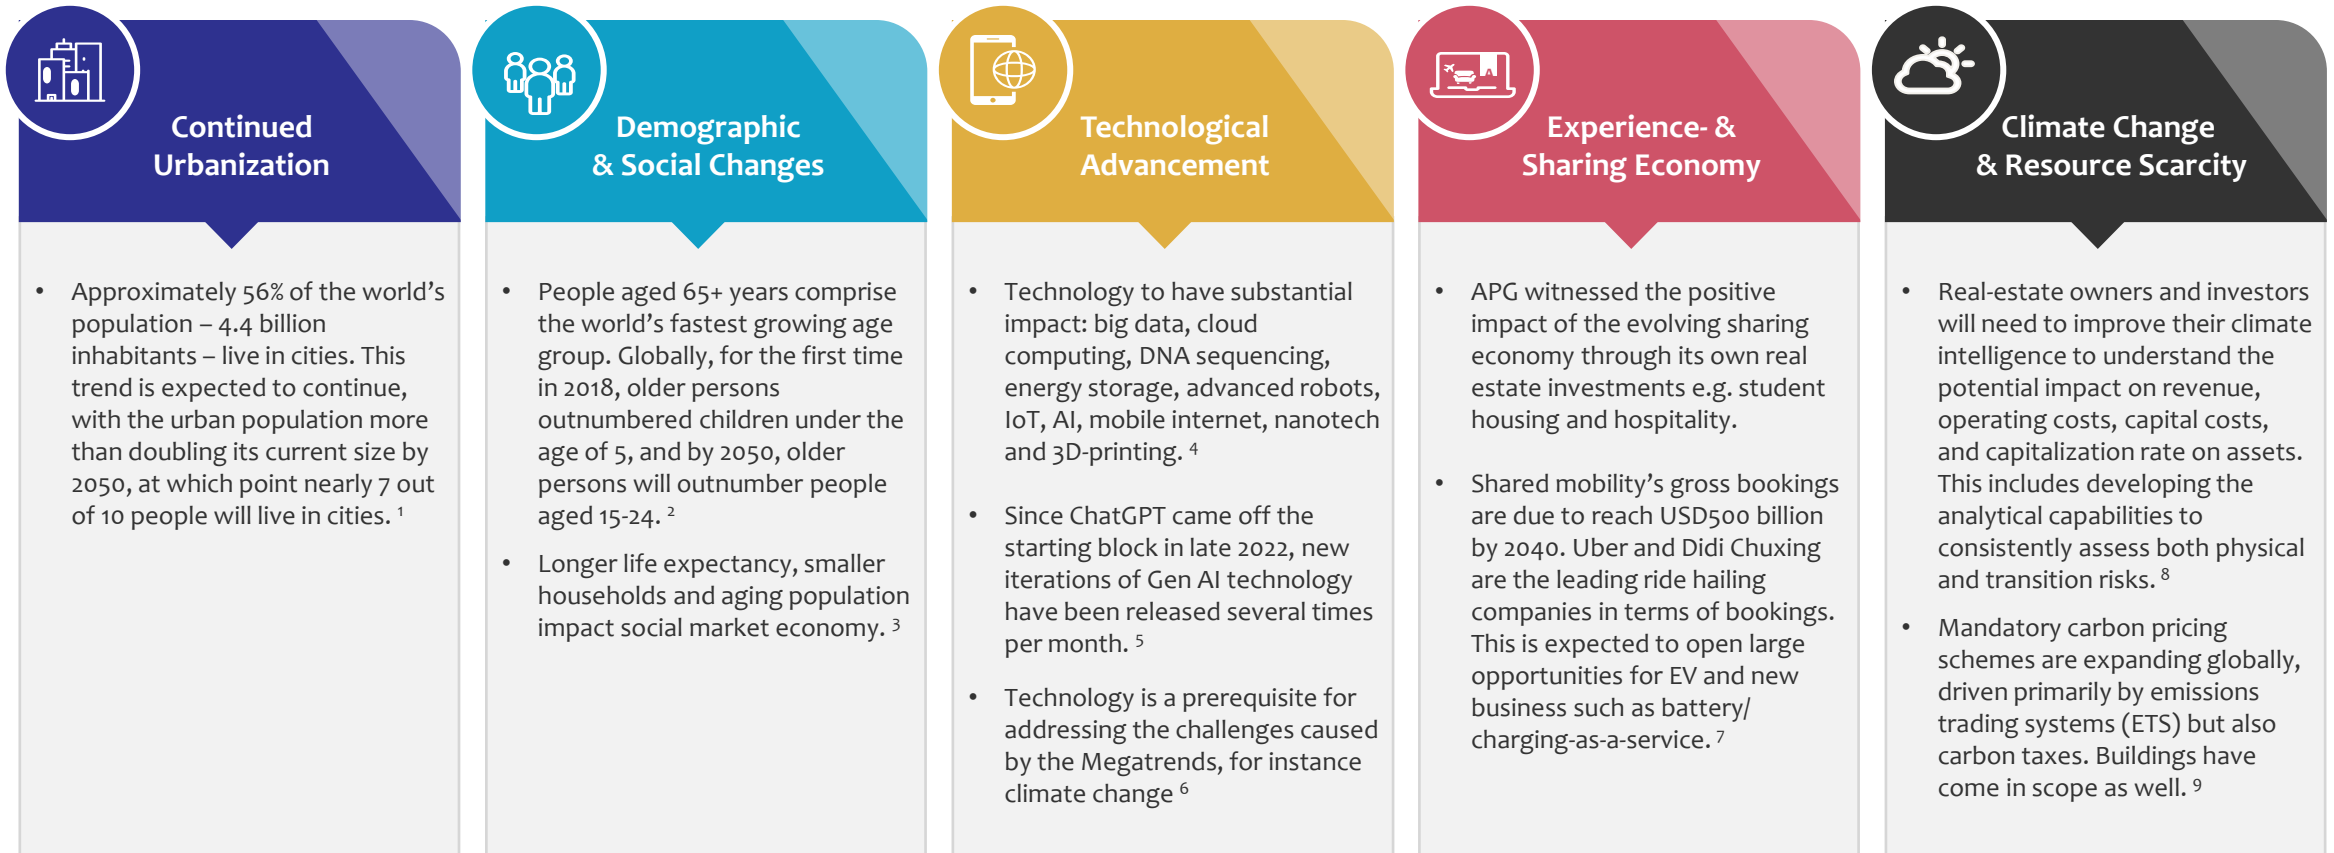 Continued
Urbanization
• Approximately 56% of the world's
population – 4.4 billion
inhabitants – live in cities. This
trend is expected to continue,
with the urban population more
than doubling its current size by
2050, at which point nearly 7 out
of 10 people will live in cities. 1
Demographic
& Social Changes
• People aged 65+ years comprise
the world's fastest growing age
group. Globally, for the first time
in 2018, older persons
outnumbered children under the
age of 5, and by 2050, older
persons will outnumber people
aged 15-24. 2
• Longer life expectancy, smaller
households and aging population
impact social market economy. 3
Technological
Advancement
• Technology to have substantial
impact: big data, cloud
computing, DNA sequencing,
energy storage, advanced robots,
IoT, AI, mobile internet, nanotech
and 3D-printing. 4
• Since ChatGPT came off the
starting block in late 2022, new
iterations of Gen AI technology
have been released several times
per month. 5
• Technology is a prerequisite for
addressing the challenges caused
by the Megatrends, for instance
climate change 6
A
Experience- &
Sharing Economy
• APG witnessed the positive
impact of the evolving sharing
economy through its own real
estate investments e.g. student
housing and hospitality.
• Shared mobility's gross bookings
are due to reach USD500 billion
by 2040. Uber and Didi Chuxing
are the leading ride hailing
companies in terms of bookings.
This is expected to open large
opportunities for EV and new
business such as battery/
charging-as-a-service. 7
Climate Change
& Resource Scarcity
• Real-estate owners and investors
will need to improve their climate
intelligence to understand the
potential impact on revenue,
operating costs, capital costs,
and capitalization rate on assets.
This includes developing the
analytical capabilities to
consistently assess both physical
and transition risks. 8
• Mandatory carbon pricing
schemes are expanding globally,
driven primarily by emissions
trading systems (ETS) but also
carbon taxes. Buildings have
come in scope as well. 9